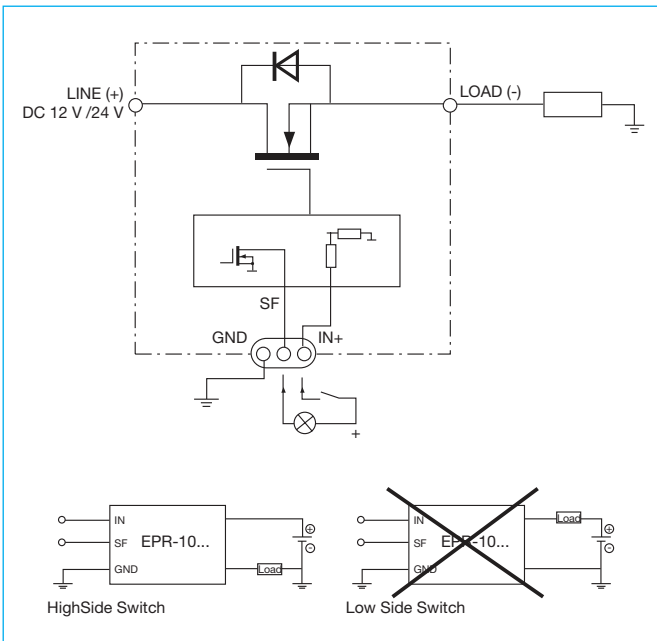 LINE (+)
DC 12 V /24 V
LOAD (-)
SF
GND
IN+
+
IN
SF
GND
EPR-10...
Load
+
-
HighSide Switch
IN
SF
GND
EPR-10...
Load
+
-
Low Side Switch